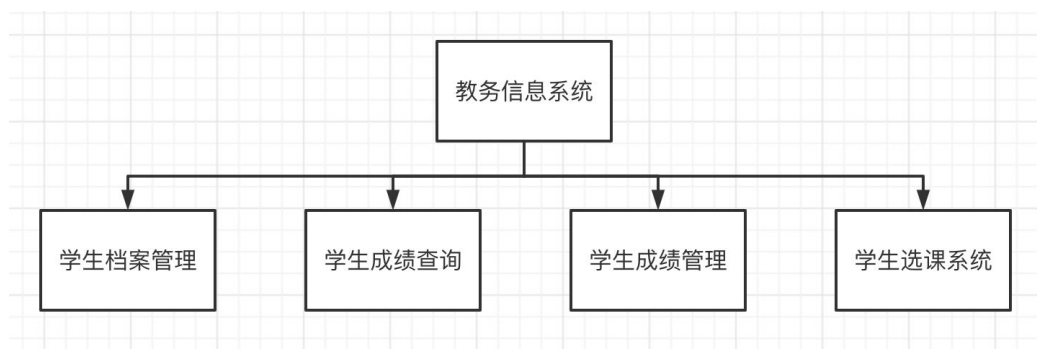 教务信息系统
学生档案管理
学生成绩查询
学生成绩管理
学生选课系统